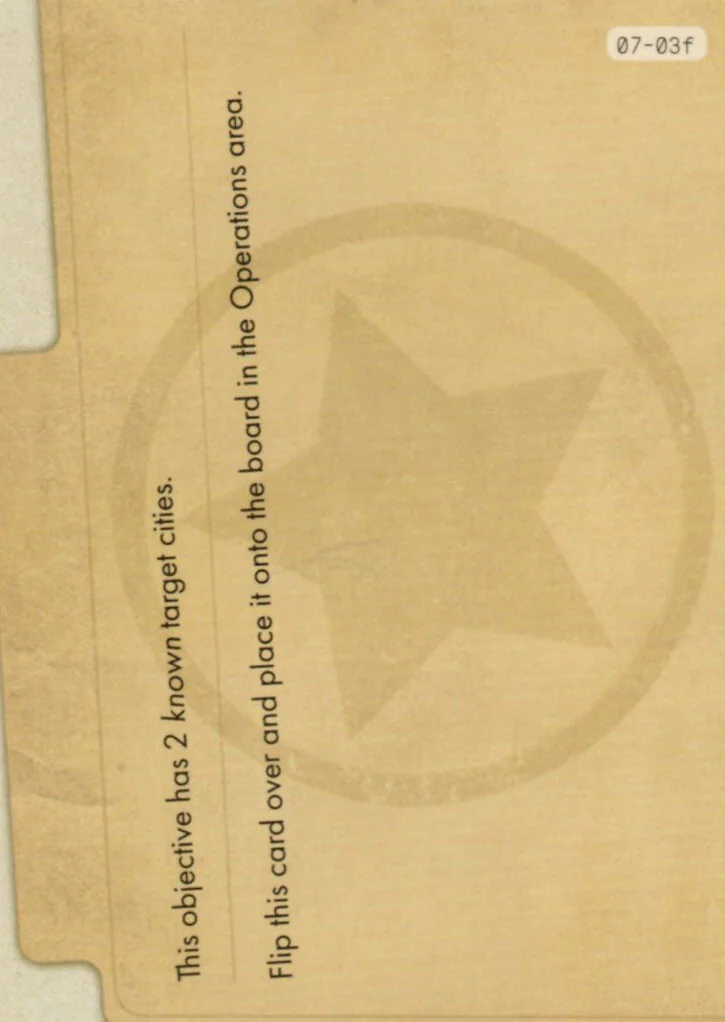 07-03f
This objective has 2 known target cities.
Flip this card over and place it onto the board in the Operations area.